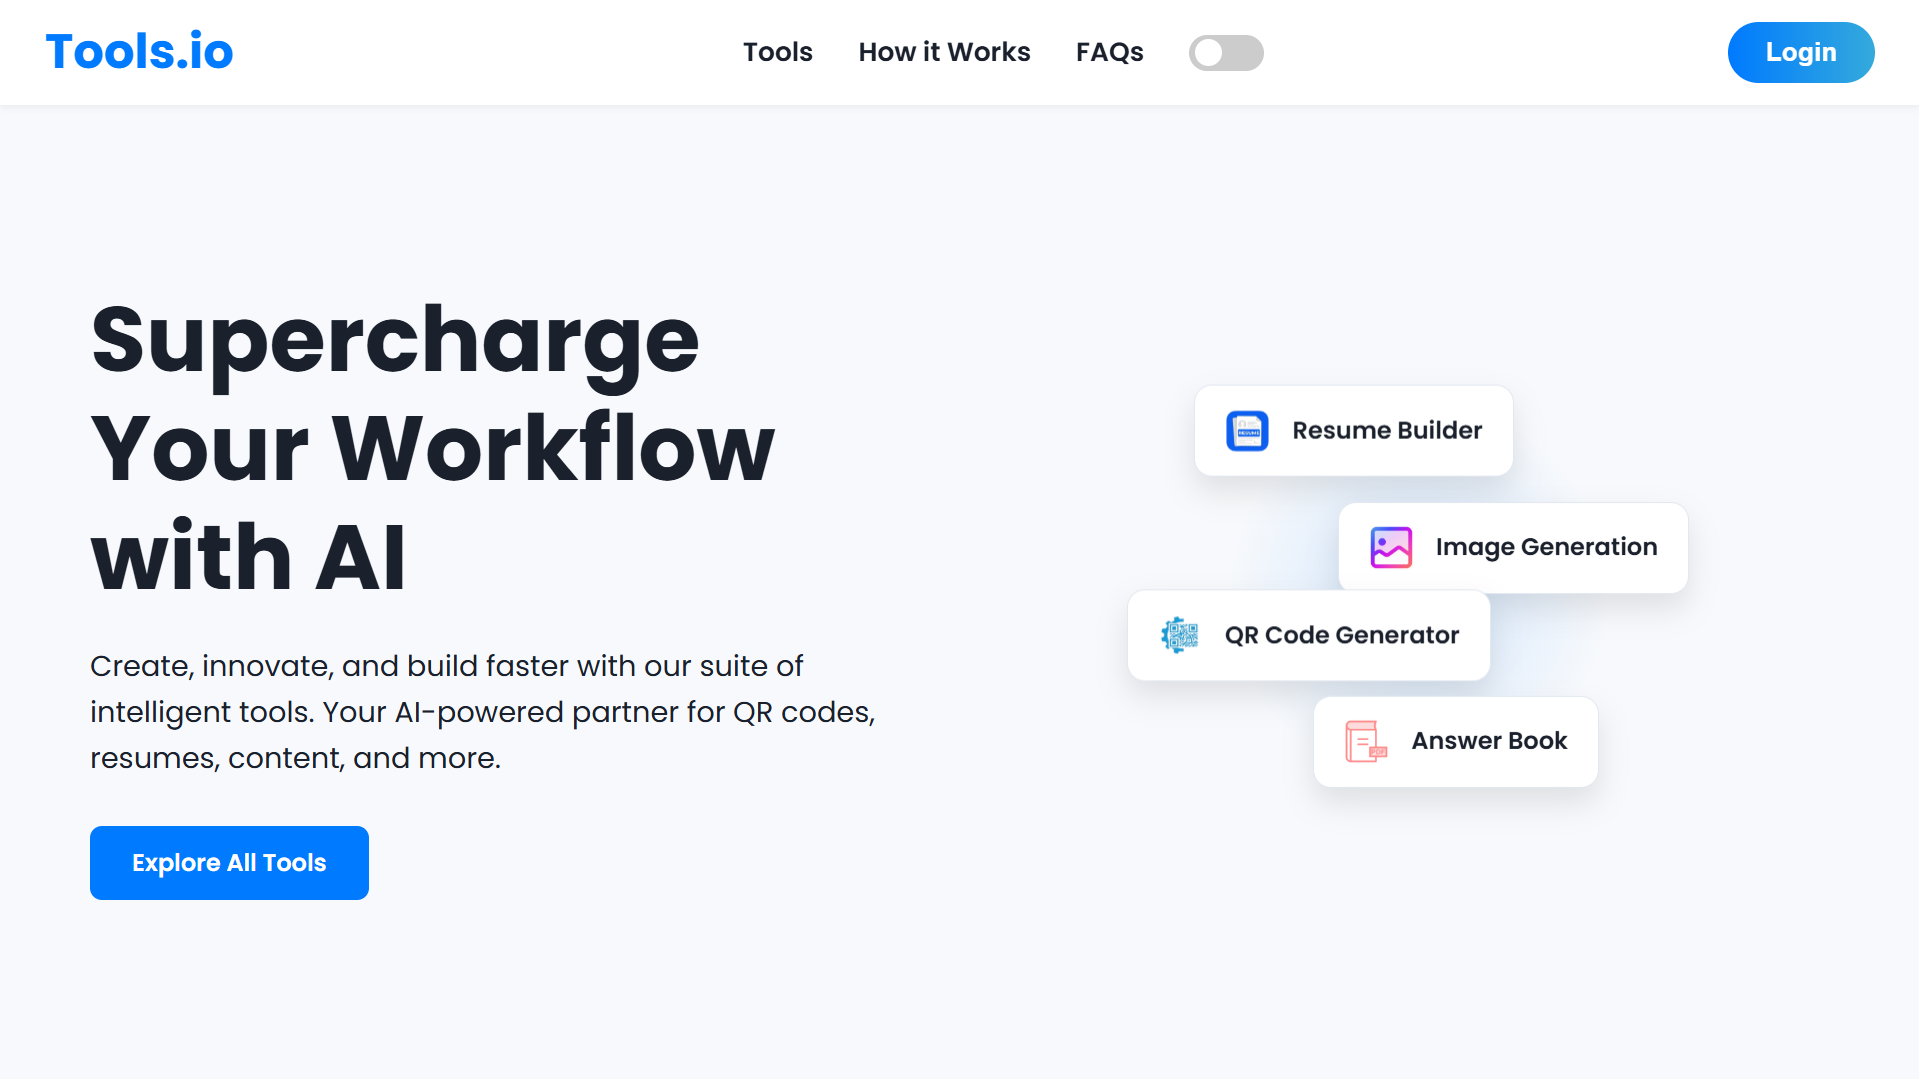 Tools.io
Tools
How it Works
FAQs
Login
Supercharge
Your Workflow
with AI
Create, innovate, and build faster with our suite of
intelligent tools. Your AI-powered partner for QR codes,
resumes, content, and more.
Explore All Tools
RESUME
Resume Builder
Image Generation
QR Code Generator
PDF
Answer Book